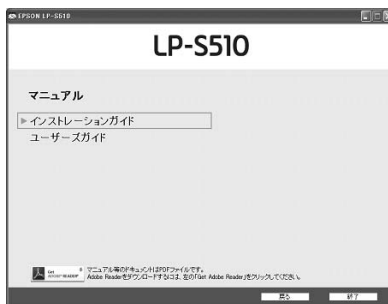 EPSON LP-S510
LP-S510
マニュアル
インストレーションガイド
ユーザーズガイド
マニュアル等のドキュメントはPDFファイルです。
Adobe Readerをダウンロードするには、左の「Get Adobe Reader」をクリックしてください。
Get ADOBE READER
戻る
終了